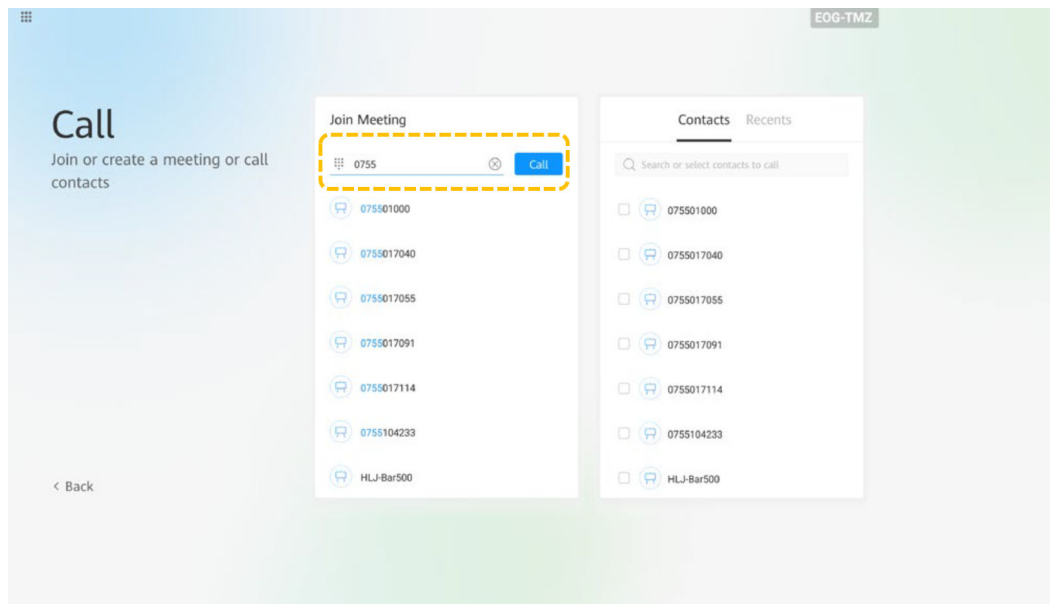 EOG-TMZ
Call
Join or create a meeting or call
contacts
< Back
Join Meeting
0755
Call
075501000
0755017040
0755017055
0755017091
0755017114
0755104233
HLJ-Bar500
Contacts Recents
Search or select contacts to call
075501000
0755017040
0755017055
0755017091
0755017114
0755104233
HLJ-Bar500